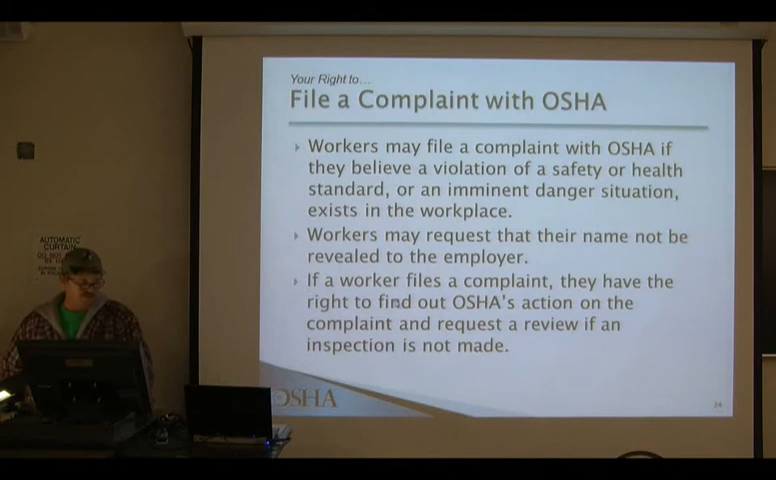 Your Right to...
File a Complaint with OSHA
Workers may file a complaint with OSHA if
they believe a violation of a safety or health
standard, or an imminent danger situation,
exists in the workplace.
Workers may request that their name not be
revealed to the employer.
If a worker files a complaint, they have the
right to find out OSHA's action on the
complaint and request a review if an
inspection is not made.
OSHA
34
AUTOMATIC
CURTAIN
DO NOT